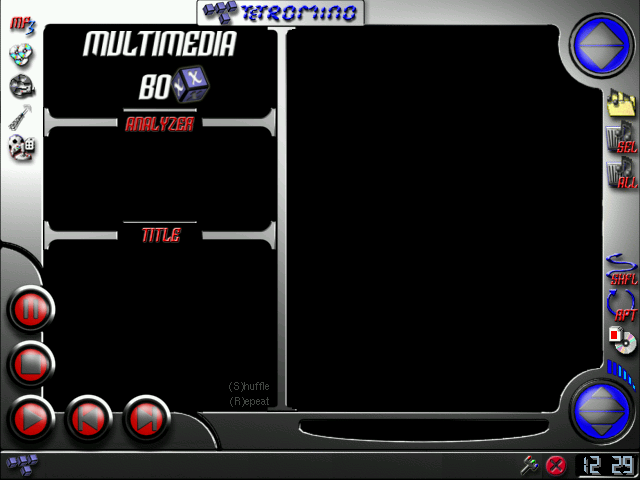 TETROMINO
MP3
MULTIMEDIA
BOX
ANALYZER
TITLE
SEL
ALL
SHFL
RPT
(S)huffle
(R)epeat
12 29